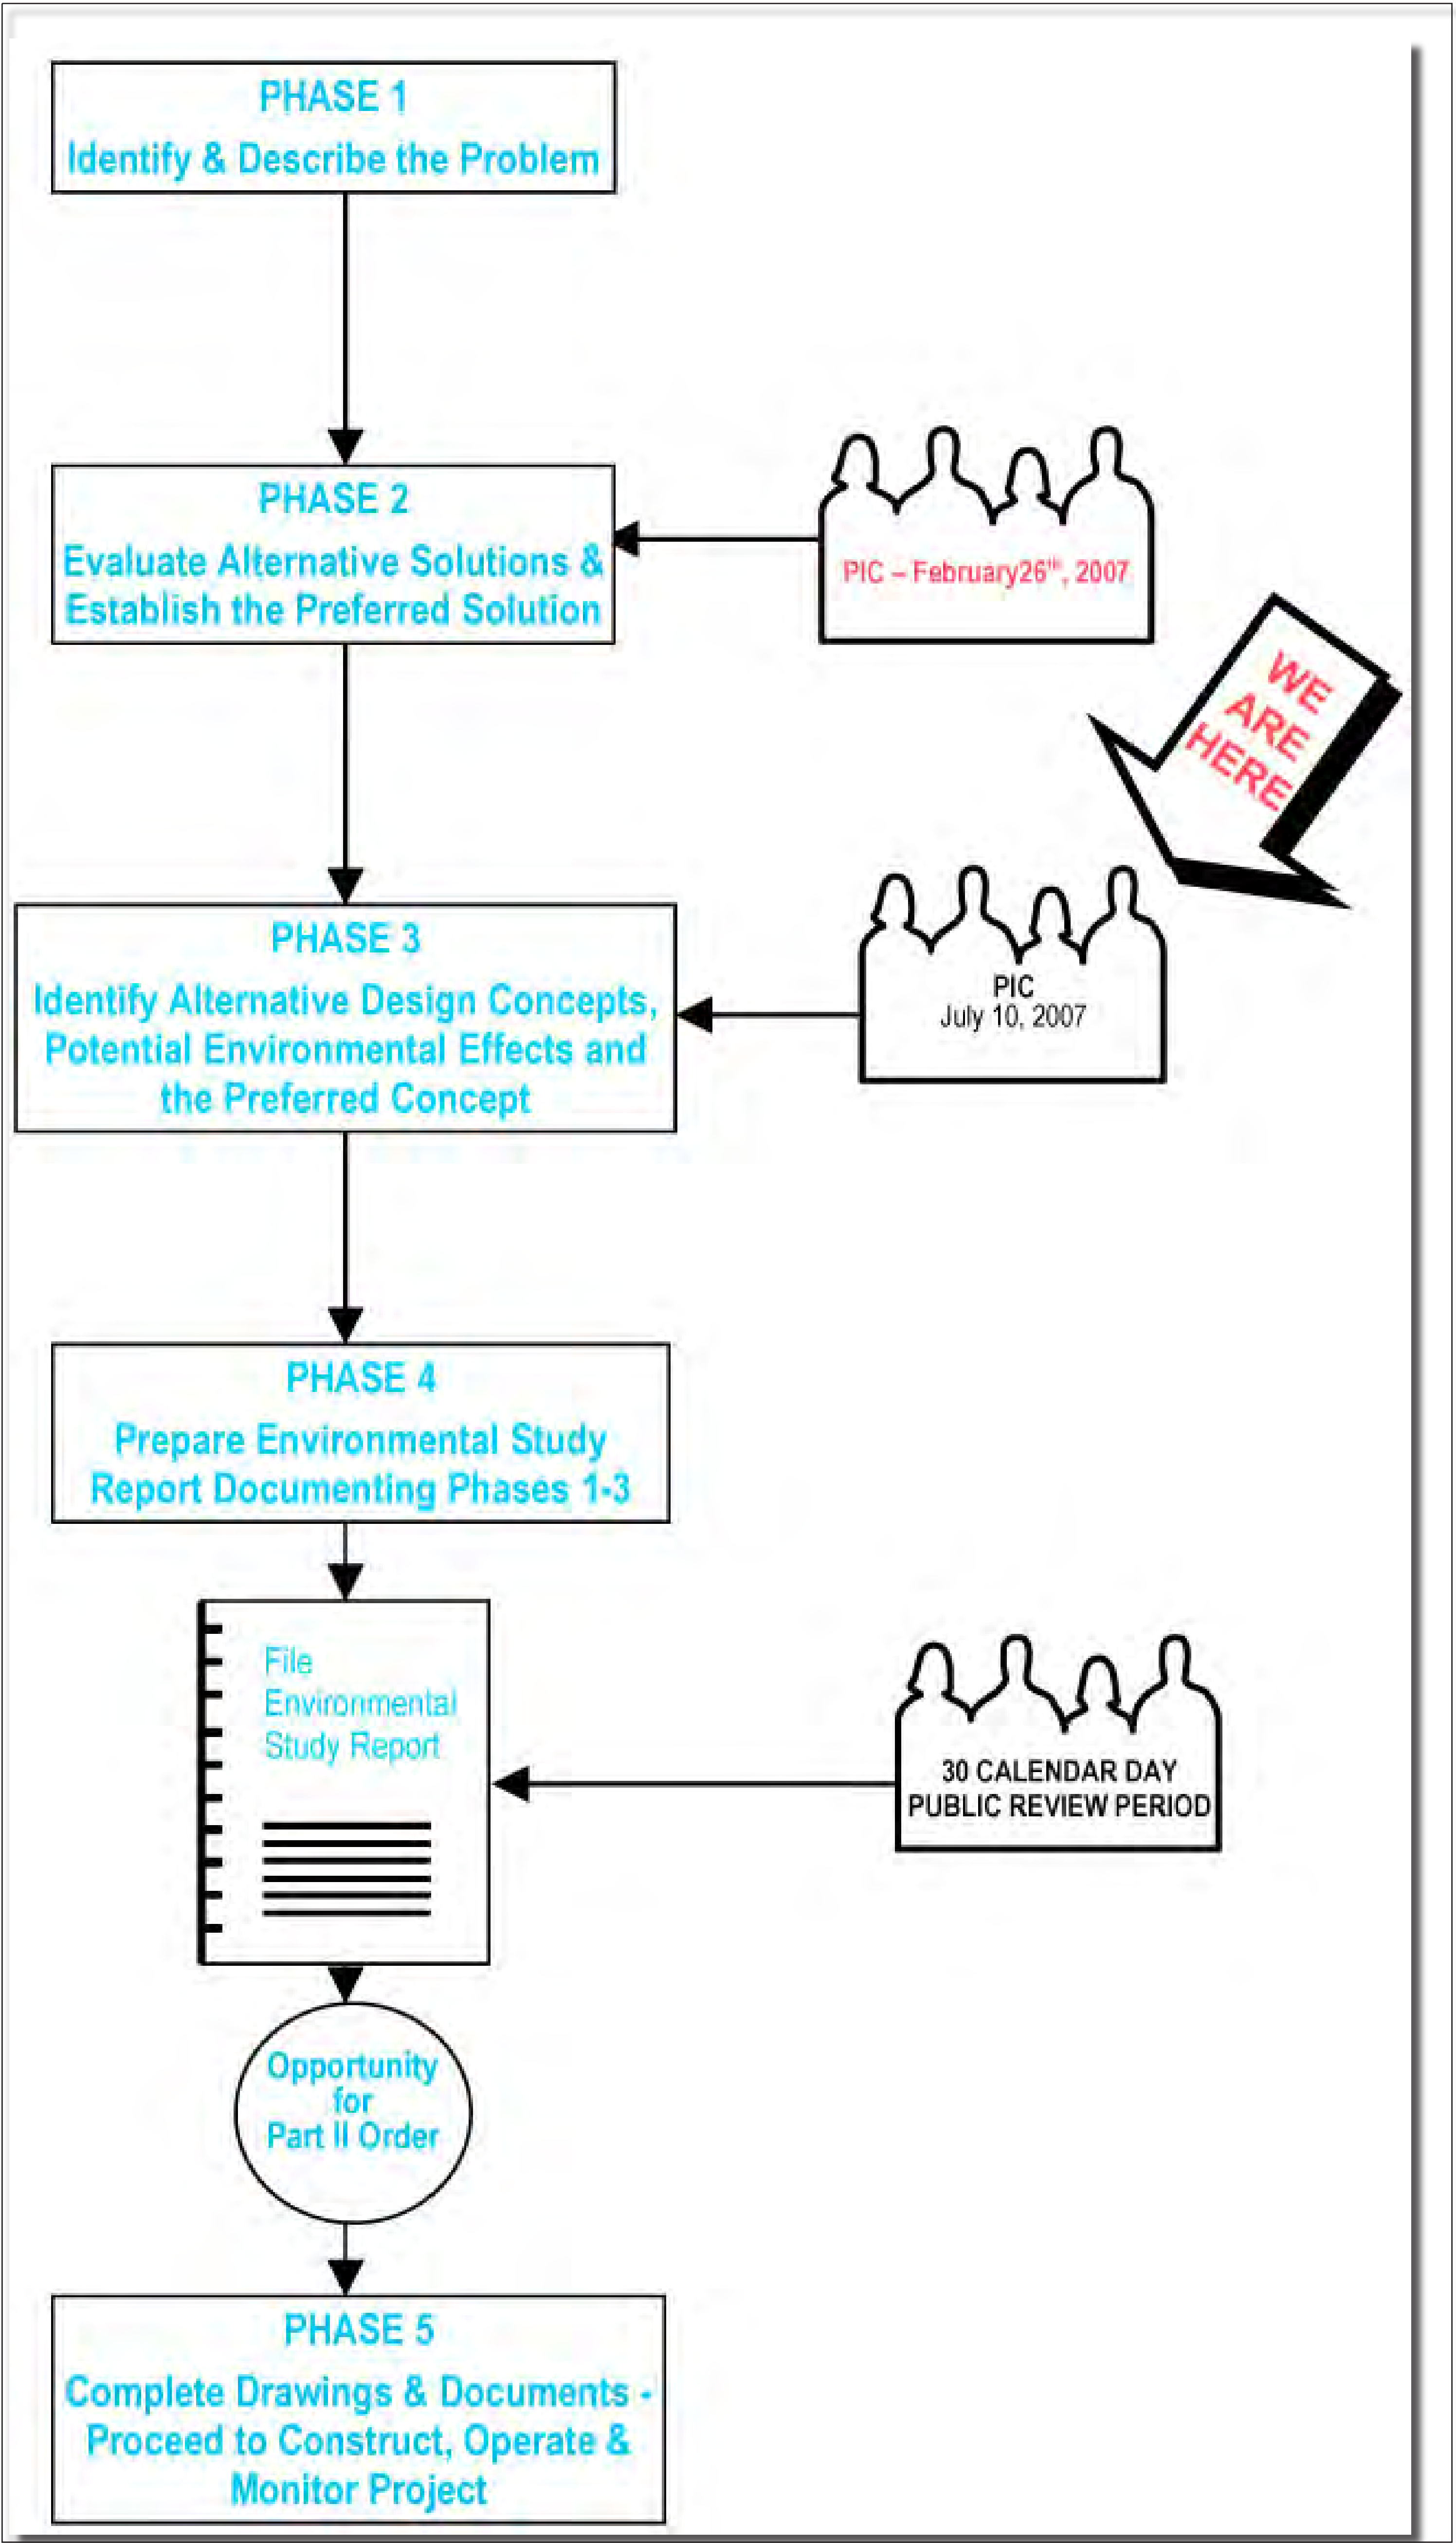 PHASE 1
Identify & Describe the Problem
PHASE 2
Evaluate Alternative Solutions &
Establish the Preferred Solution
PIC – February26th, 2007
WE
ARE
HERE
PHASE 3
Identify Alternative Design Concepts,
Potential Environmental Effects and
the Preferred Concept
PIC
July 10, 2007
PHASE 4
Prepare Environmental Study
Report Documenting Phases 1-3
File
Environmental
Study Report
30 CALENDAR DAY
PUBLIC REVIEW PERIOD
Opportunity
for
Part II Order
PHASE 5
Complete Drawings & Documents -
Proceed to Construct, Operate &
Monitor Project